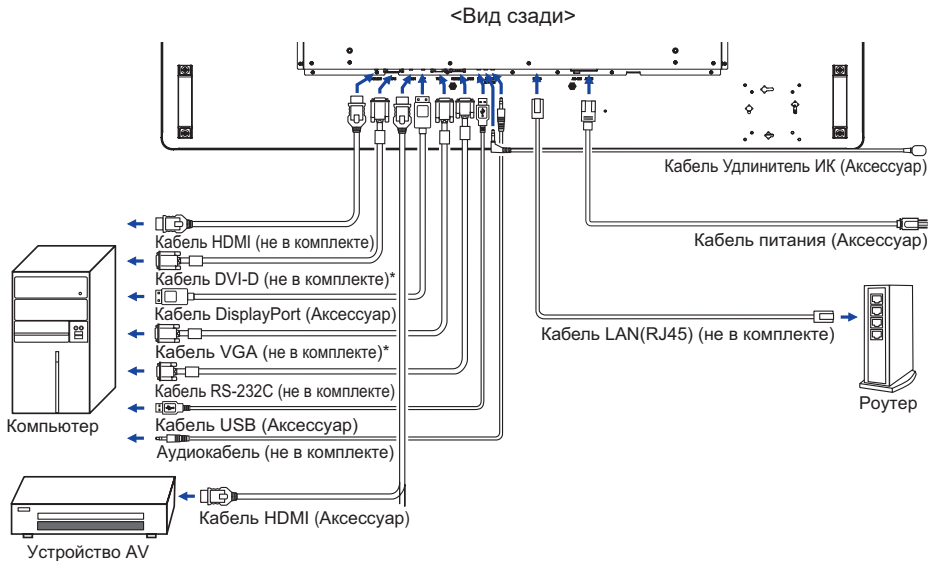 <Вид сзади>
Кабель Удлинитель ИК (Аксессуар)
Кабель HDMI (не в комплекте)
Кабель питания (Аксессуар)
Кабель DVI-D (не в комплекте)*
Кабель DisplayPort (Аксессуар)
Кабель LAN(RJ45) (не в комплекте)
Кабель VGA (не в комплекте)*
Кабель RS-232C (не в комплекте)
Роутер
Компьютер
Кабель USB (Аксессуар)
Аудиокабель (не в комплекте)
Кабель HDMI (Аксессуар)
Устройство AV